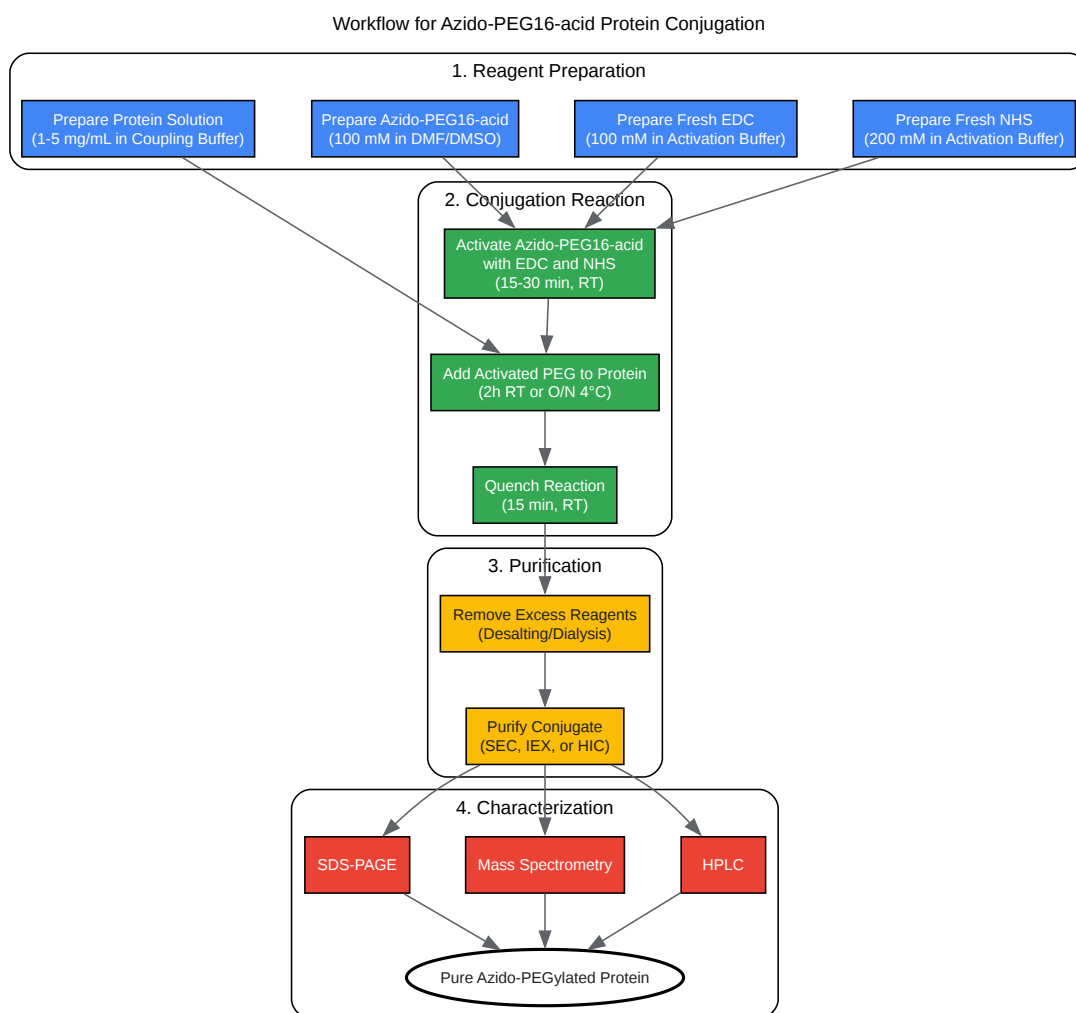 Workflow for Azido-PEG16-acid Protein Conjugation
1. Reagent Preparation
Prepare Protein Solution
(1-5 mg/mL in Coupling Buffer)
Prepare Azido-PEG16-acid
(100 mM in DMF/DMSO)
Prepare Fresh EDC
(100 mM in Activation Buffer)
Prepare Fresh NHS
(200 mM in Activation Buffer)
2. Conjugation Reaction
Activate Azido-PEG16-acid
with EDC and NHS
(15-30 min, RT)
Add Activated PEG to Protein
(2h RT or O/N 4°C)
Quench Reaction
(15 min, RT)
3. Purification
Remove Excess Reagents
(Desalting/Dialysis)
Purify Conjugate
(SEC, IEX, or HIC)
4. Characterization
SDS-PAGE
Mass Spectrometry
HPLC
Pure Azido-PEGylated Protein